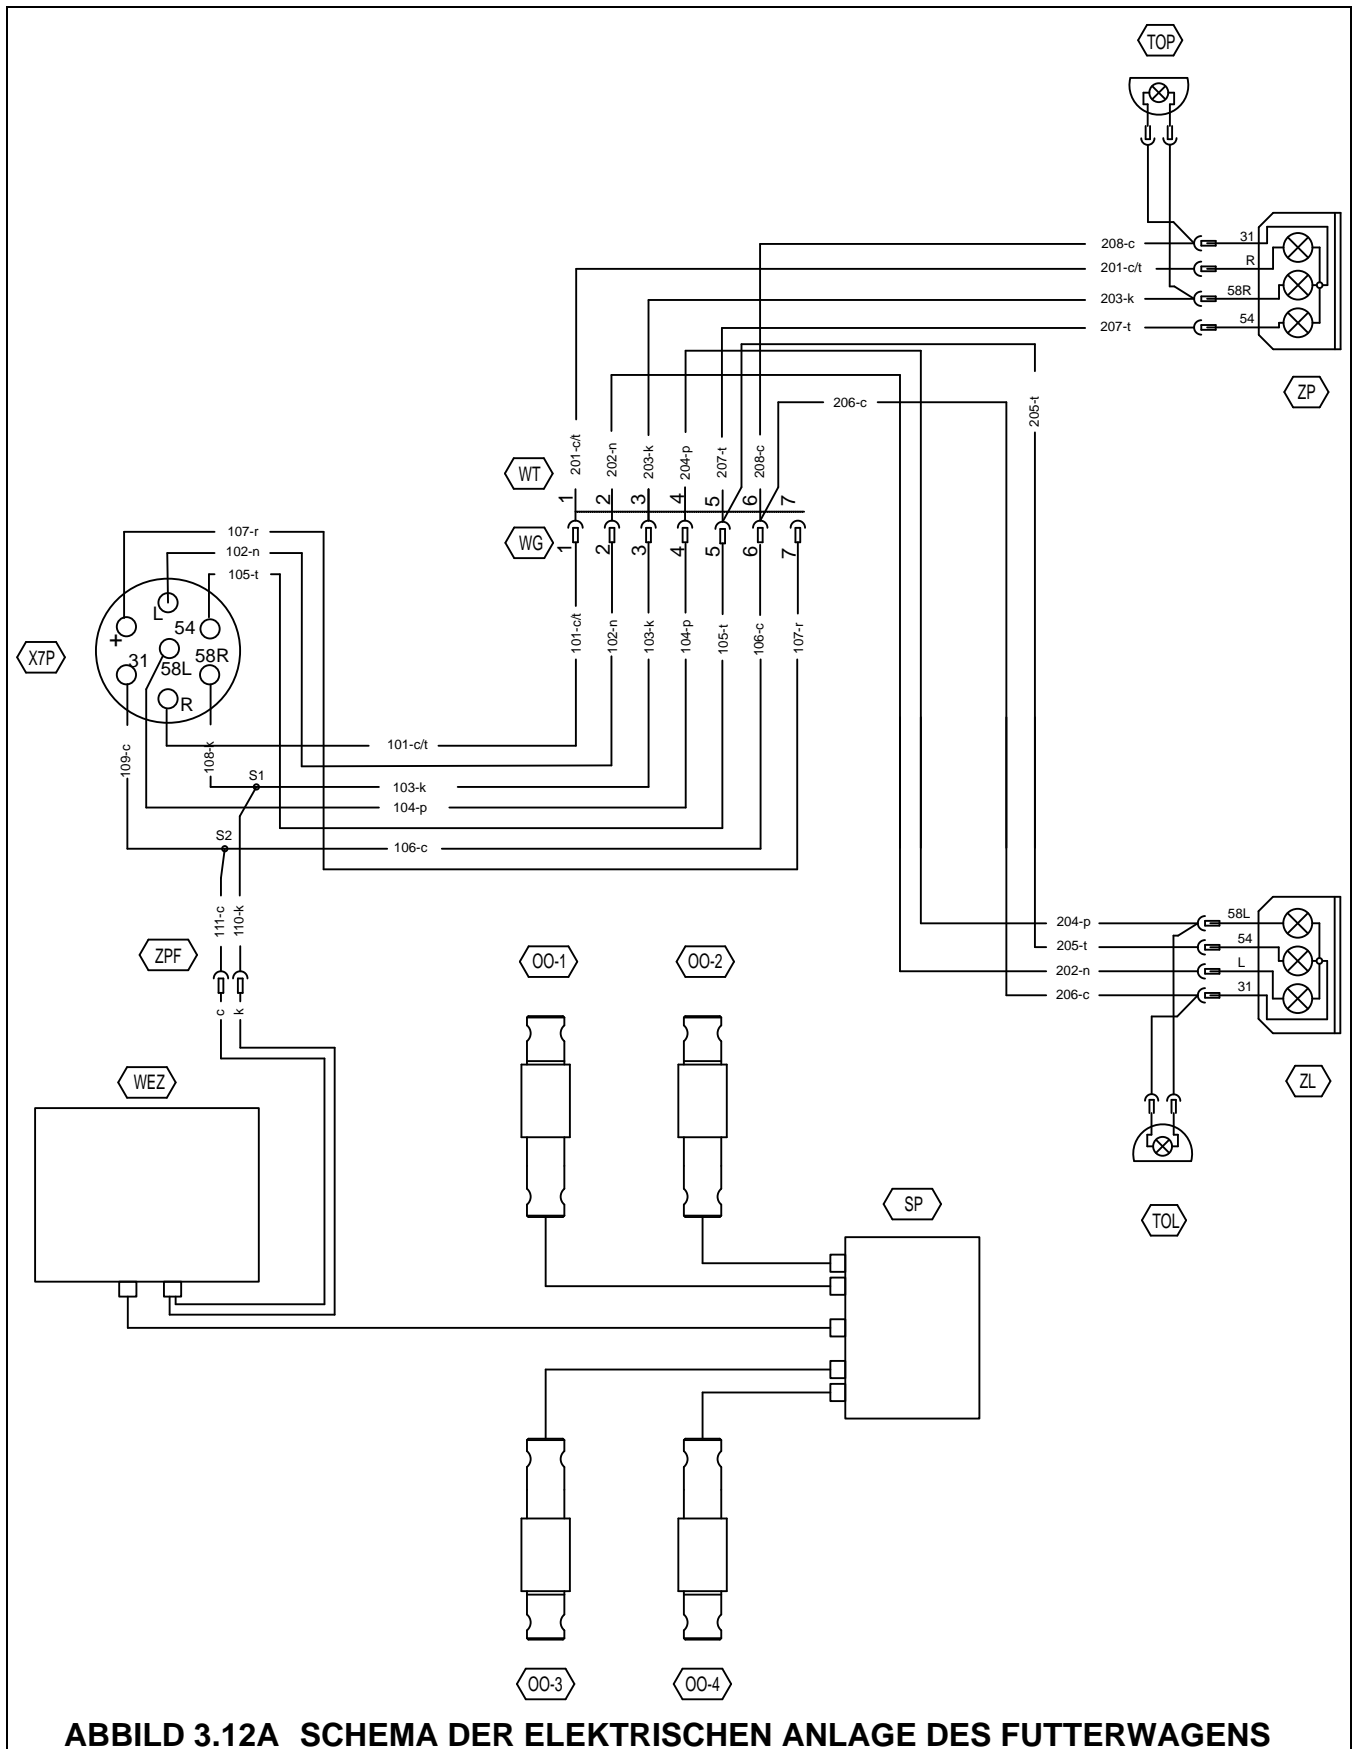 TOP
208-c
31
201-c/t
R
203-k
58R
207-t
54
ZP
206-c
205-t
201-c/t
202-n
203-k
204-p
207-t
208-c
WT
1 2 3 4 5 6 7
WG
1 2 3 4 5 6 7
101-c/t
102-n
103-k
104-p
105-t
106-c
107-r
107-r
102-n
105-t
L
54
+
X7P
31
58L
58R
R
109-c
108-k
101-c/t
S1
103-k
104-p
S2
106-c
111-c
110-k
ZPF
c
k
204-p
58L
205-t
54
202-n
L
206-c
31
ZL
TOL
OO-1
OO-2
WEZ
SP
OO-3
OO-4
ABBILD 3.12A SCHEMA DER ELEKTRISCHEN ANLAGE DES FUTTERWAGENS